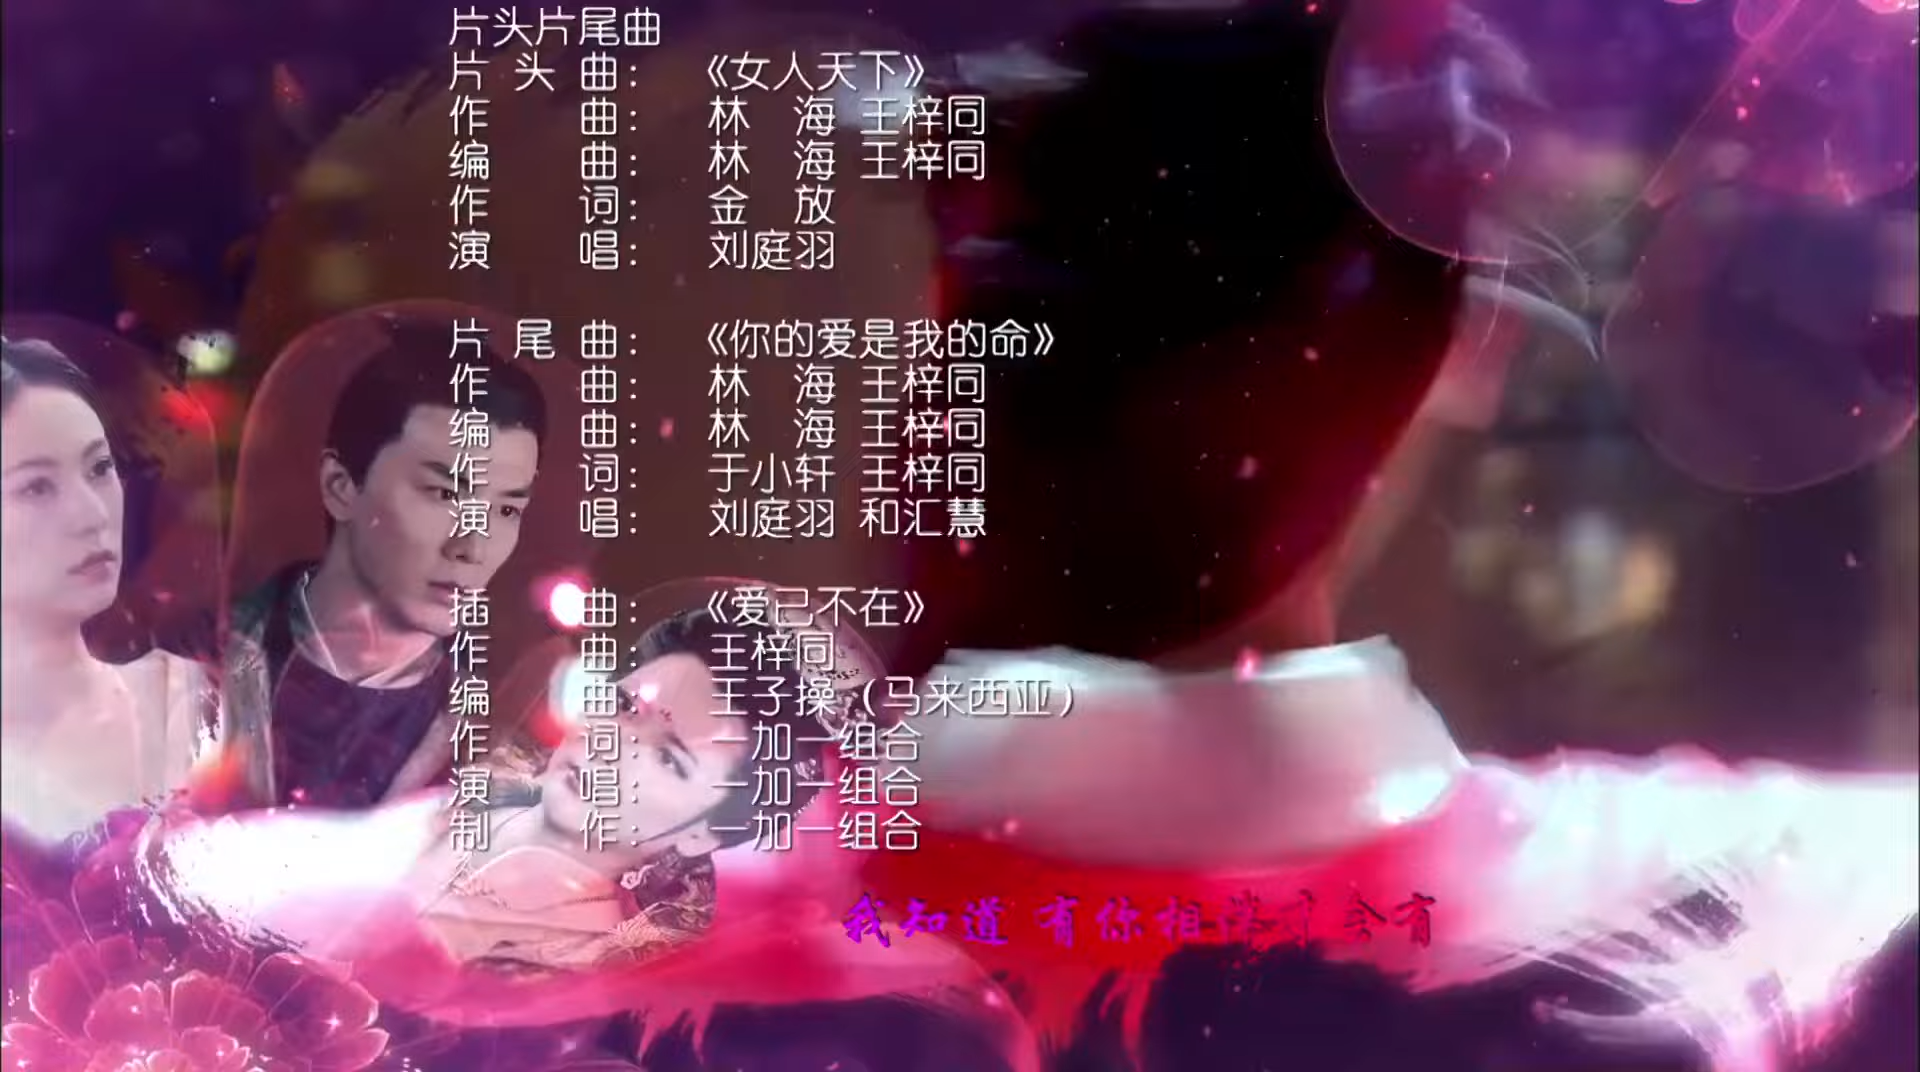 片头片尾曲
片头曲：《女人天下》
作曲：林海 王梓同
编曲：林海 王梓同
作词：金放
演唱：刘庭羽
片尾曲：《你的爱是我的命》
作曲：林海 王梓同
编曲：林海 王梓同
作词：于小轩 王梓同
演唱：刘庭羽 和汇慧
插曲：《爱已不在》
作曲：王梓同
编曲：王子操（马来西亚）
作词：一加一组合
演唱：一加一组合
制作：一加一组合
我知道 有你相伴才会有